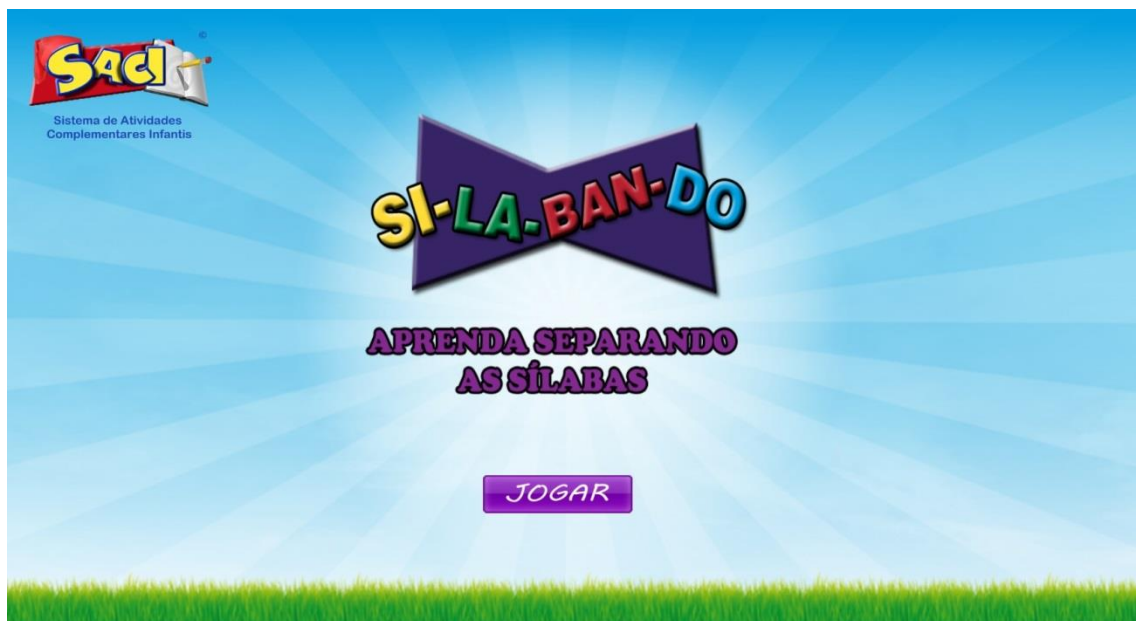 SACI
©
Sistema de Atividades
Complementares Infantis
SI-LA-BAN-DO
APRENDA SEPARANDO
AS SÍLABAS
JOGAR